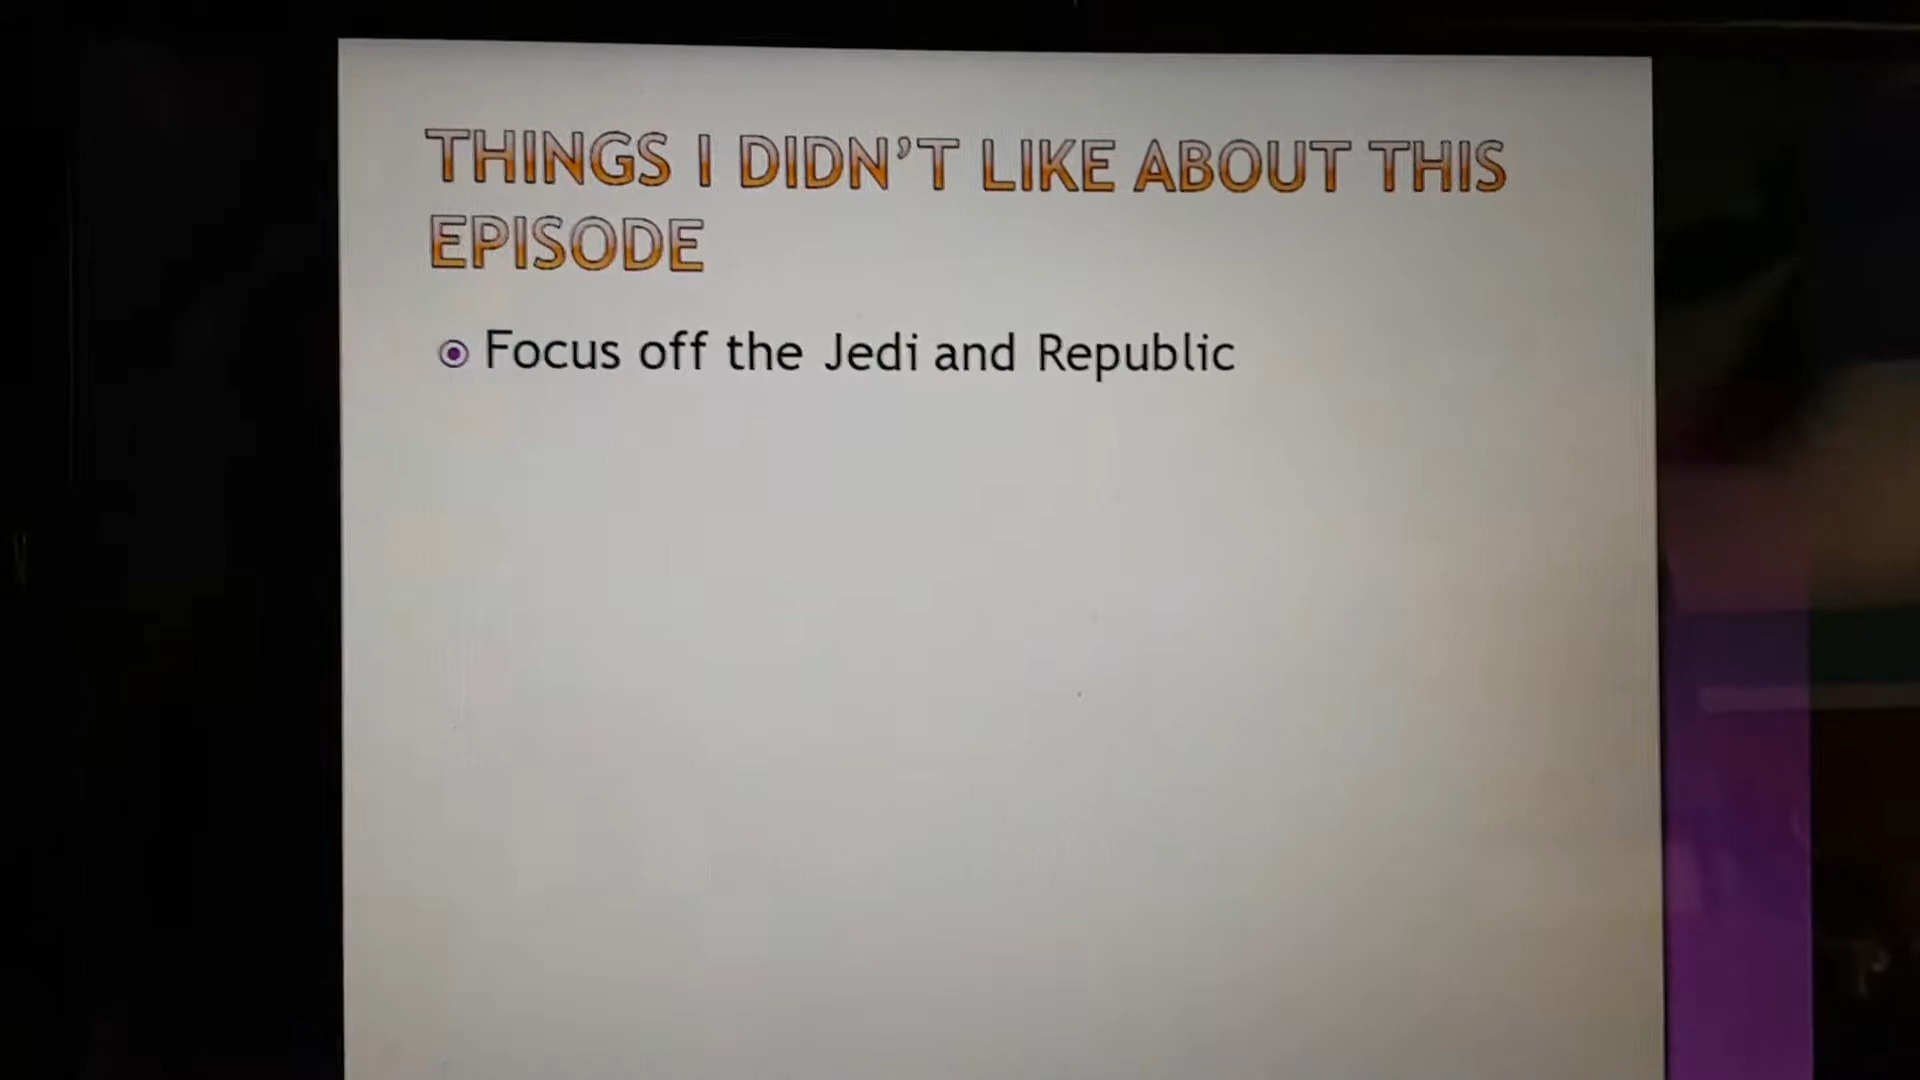 THINGS I DIDN'T LIKE ABOUT THIS
EPISODE
Focus off the Jedi and Republic